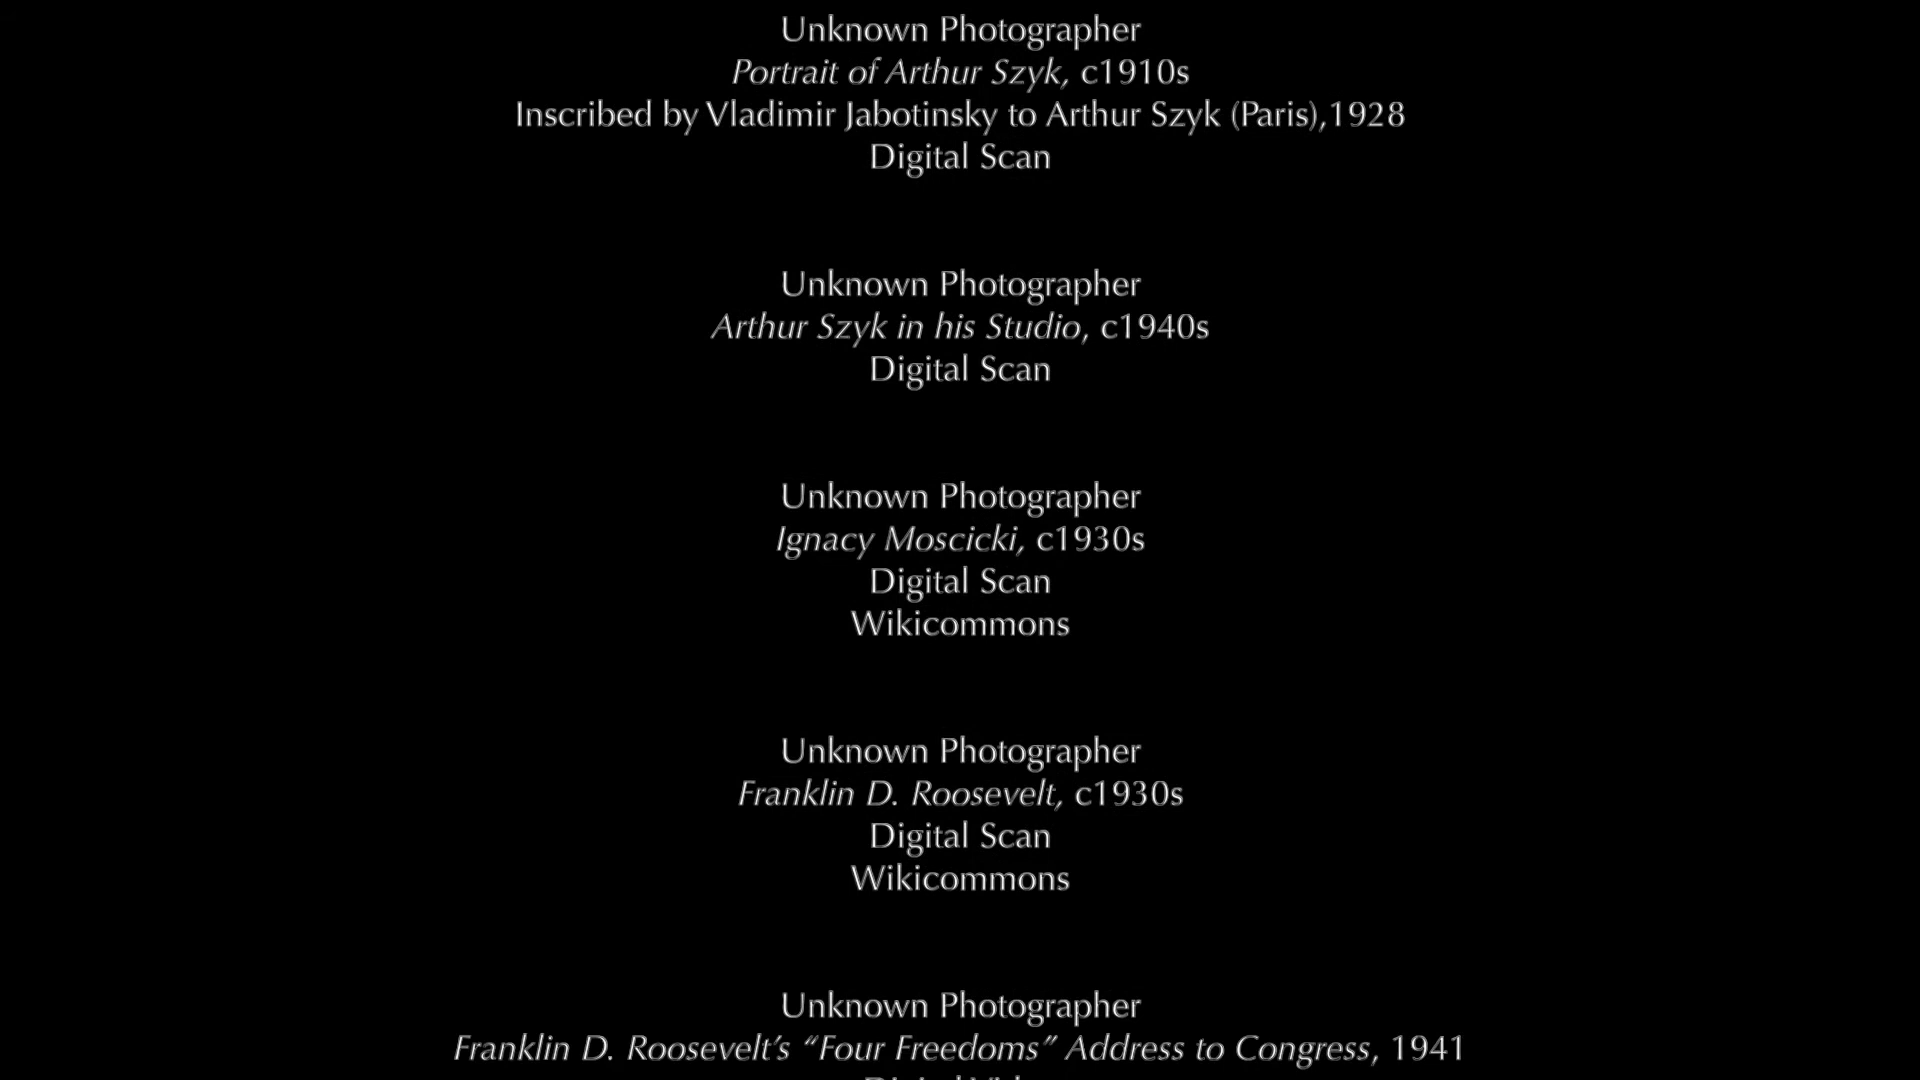 Unknown Photographer
Portrait of Arthur Szyk, c1910s
Inscribed by Vladimir Jabotinsky to Arthur Szyk (Paris),1928
Digital Scan
Unknown Photographer
Arthur Szyk in his Studio, c1940s
Digital Scan
Unknown Photographer
Ignacy Moscicki, c1930s
Digital Scan
Wikicommons
Unknown Photographer
Franklin D. Roosevelt, c1930s
Digital Scan
Wikicommons
Unknown Photographer
Franklin D. Roosevelt’s “Four Freedoms” Address to Congress, 1941